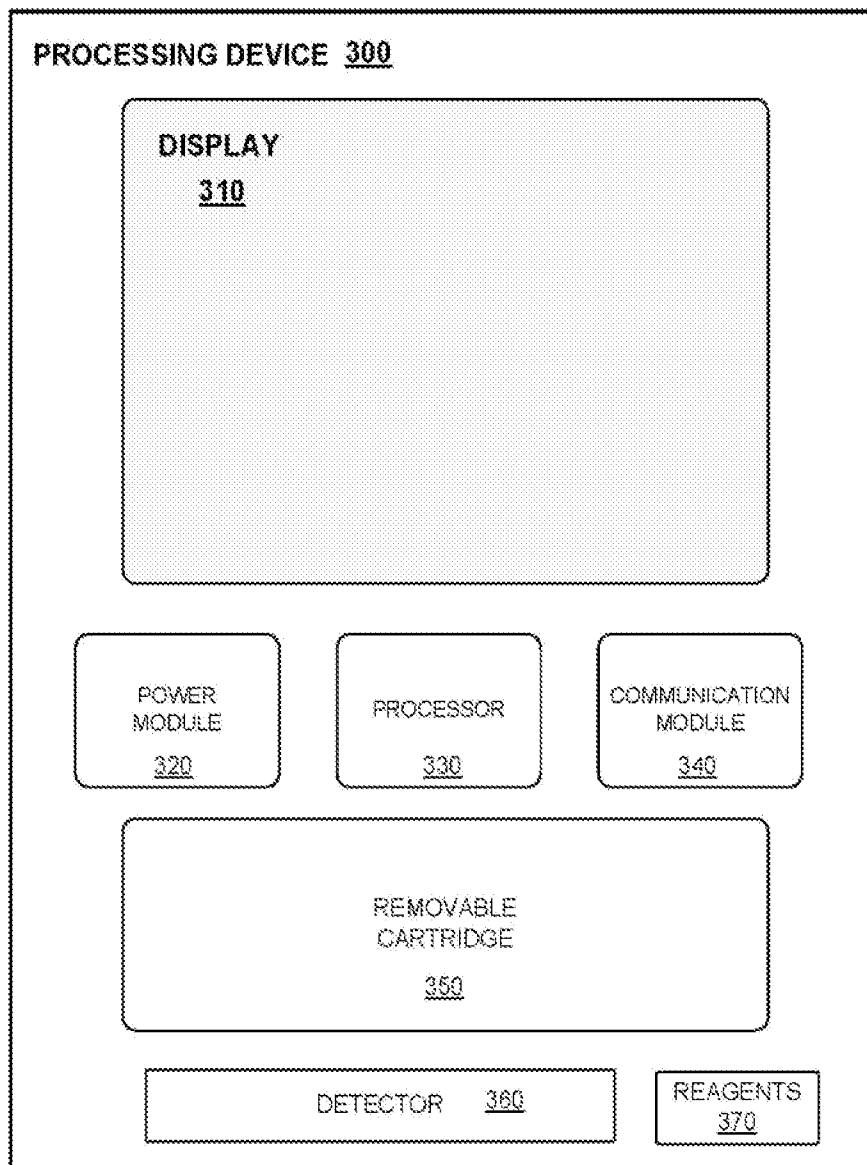 PROCESSING DEVICE 300
DISPLAY
310
POWER
MODULE
320
PROCESSOR
330
COMMUNICATION
MODULE
340
REMOVABLE
CARTRIDGE
350
DETECTOR 360
REAGENTS
370